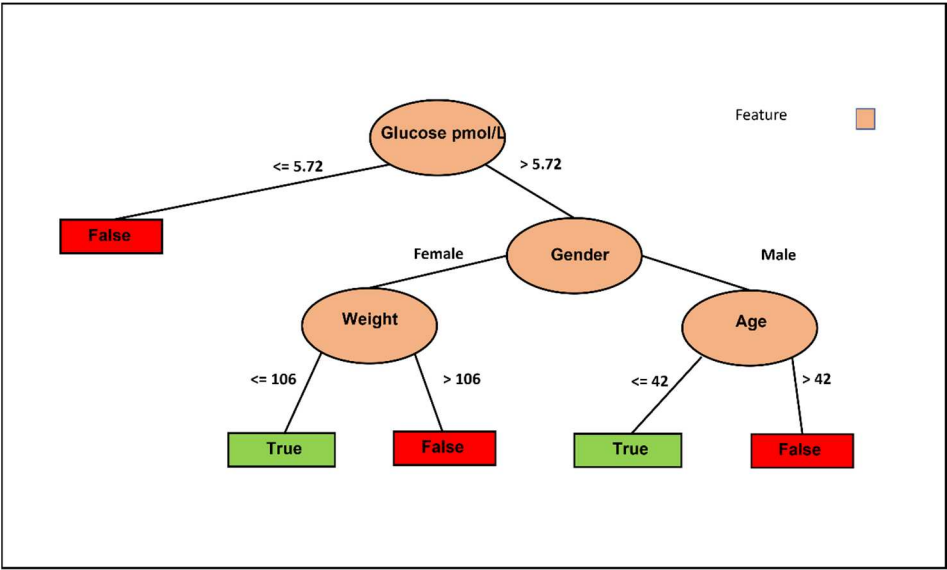 Feature
Glucose pmol/L
<= 5.72
> 5.72
False
Gender
Female
Male
Weight
Age
<= 106
> 106
<= 42
> 42
True
False
True
False